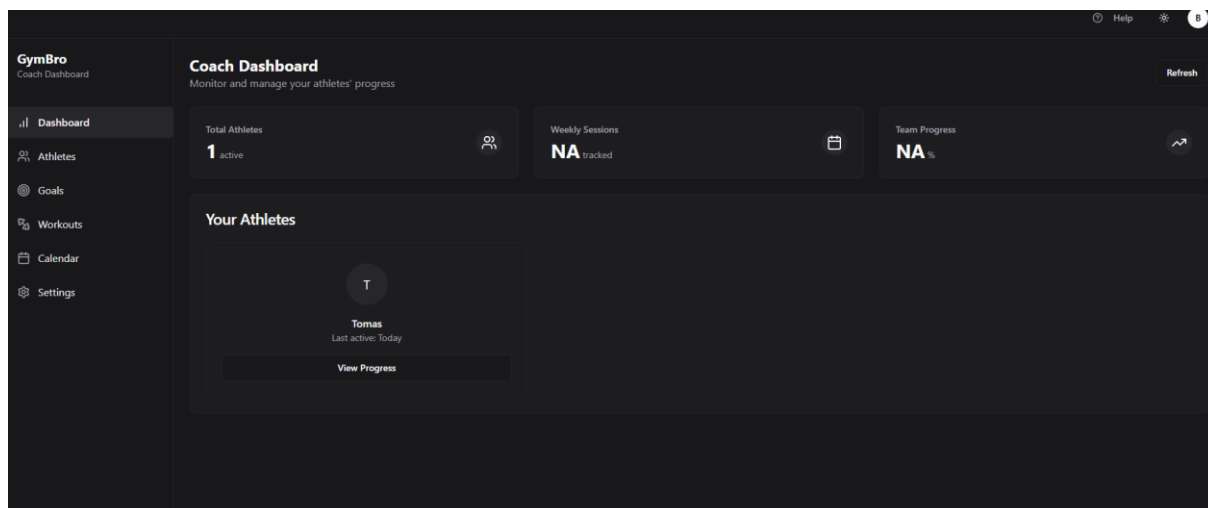 Help
B
GymBro
Coach Dashboard
Dashboard
Athletes
Goals
Workouts
Calendar
Settings
Coach Dashboard
Monitor and manage your athletes' progress
Refresh
Total Athletes
1 active
Weekly Sessions
NA tracked
Team Progress
NA %
Your Athletes
T
Tomas
Last active: Today
View Progress